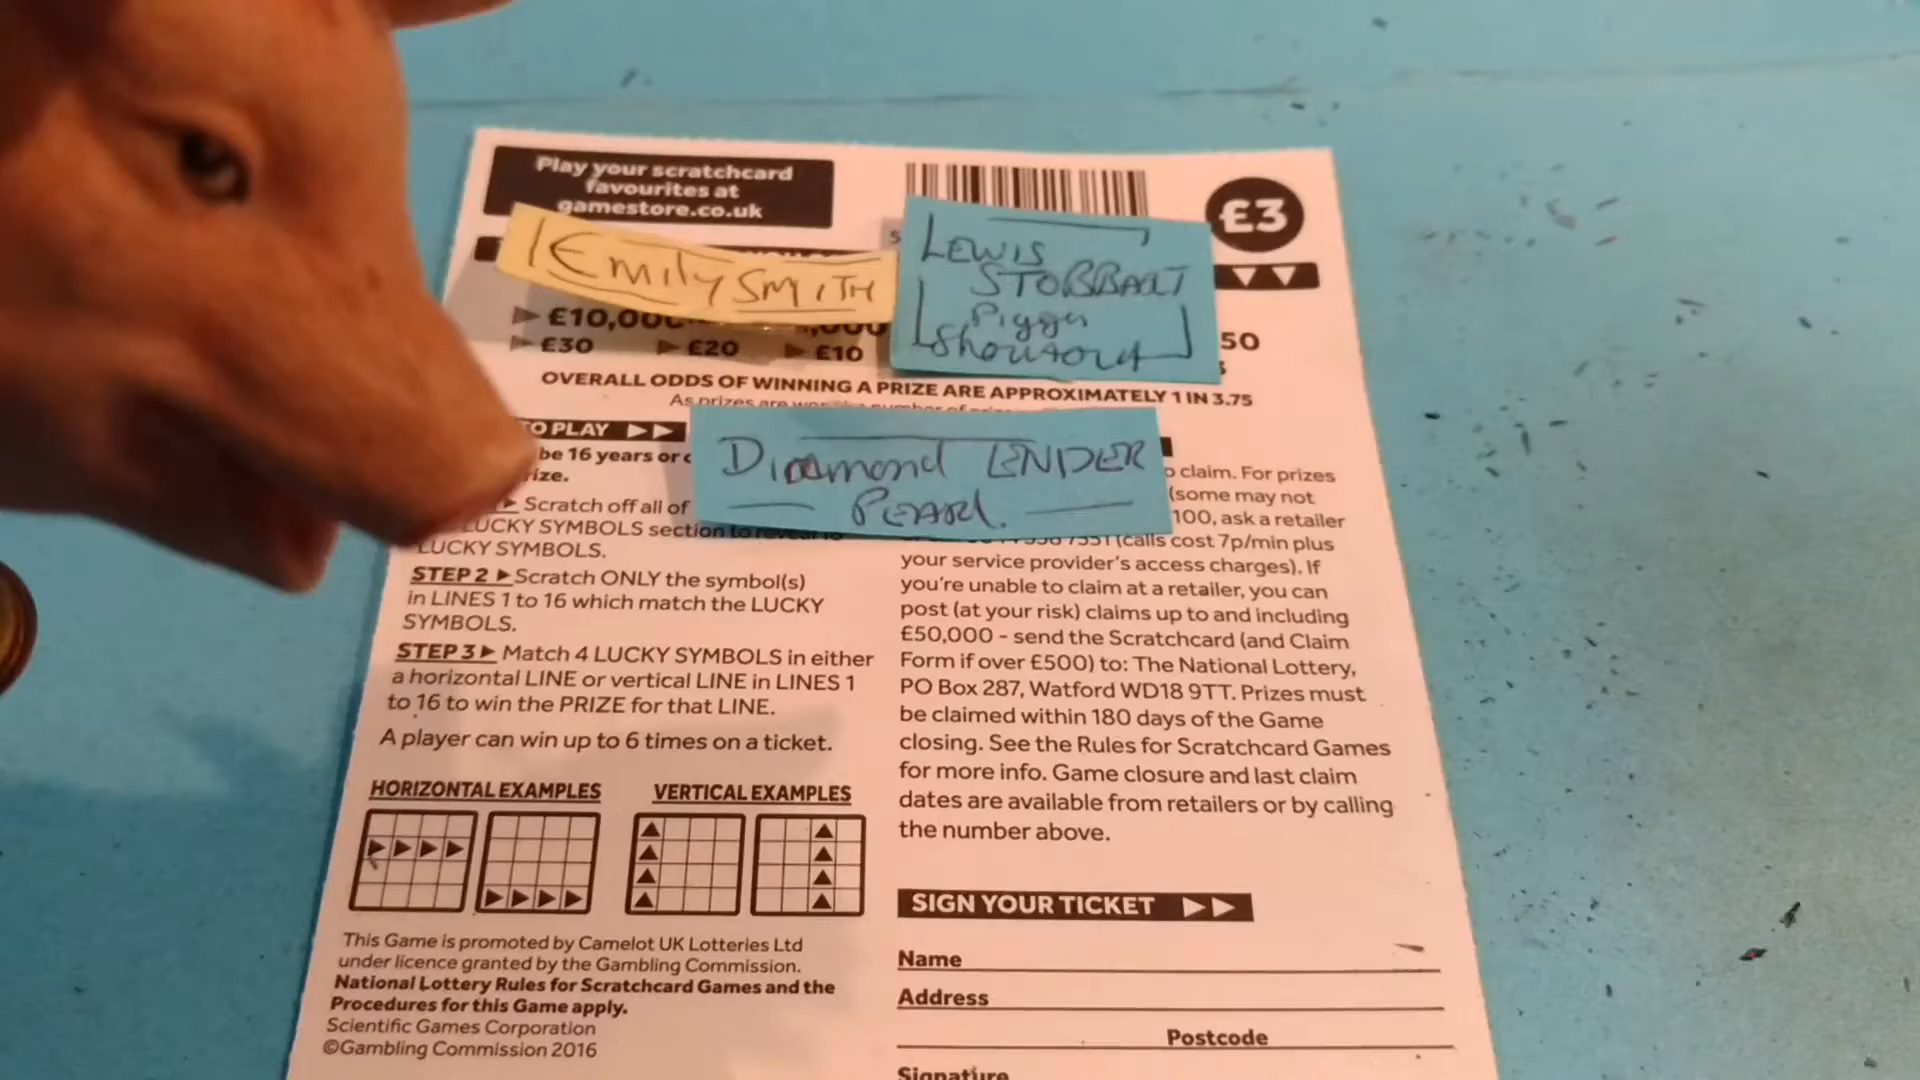 Play your scratchcard
favourites at
gamestore.co.uk
£3
Emily SMITH
LEWIS
STOBBART
Pigger
Shoutout
£30 £20 £10
50
OVERALL ODDS OF WINNING A PRIZE ARE APPROXIMATELY 1 IN 3.75
As prizes are
Diamond ENDER
PEARL.
TO PLAY
be 16 years or
Scratch off all of
LUCKY SYMBOLS section to reveal
LUCKY SYMBOLS.
STEP 2 Scratch ONLY the symbol(s)
in LINES 1 to 16 which match the LUCKY
SYMBOLS.
STEP 3 Match 4 LUCKY SYMBOLS in either
a horizontal LINE or vertical LINE in LINES 1
to 16 to win the PRIZE for that LINE.
A player can win up to 6 times on a ticket.
HORIZONTAL EXAMPLES VERTICAL EXAMPLES
This Game is promoted by Camelot UK Lotteries Ltd
under licence granted by the Gambling Commission.
National Lottery Rules for Scratchcard Games and the
Procedures for this Game apply.
Scientific Games Corporation
©Gambling Commission 2016
claim. For prizes
(some may not
100, ask a retailer
(calls cost 7p/min plus
your service provider's access charges). If
you're unable to claim at a retailer, you can
post (at your risk) claims up to and including
£50,000 - send the Scratchcard (and Claim
Form if over £500) to: The National Lottery,
PO Box 287, Watford WD18 9TT. Prizes must
be claimed within 180 days of the Game
closing. See the Rules for Scratchcard Games
for more info. Game closure and last claim
dates are available from retailers or by calling
the number above.
SIGN YOUR TICKET
Name
Address
Postcode
Signature